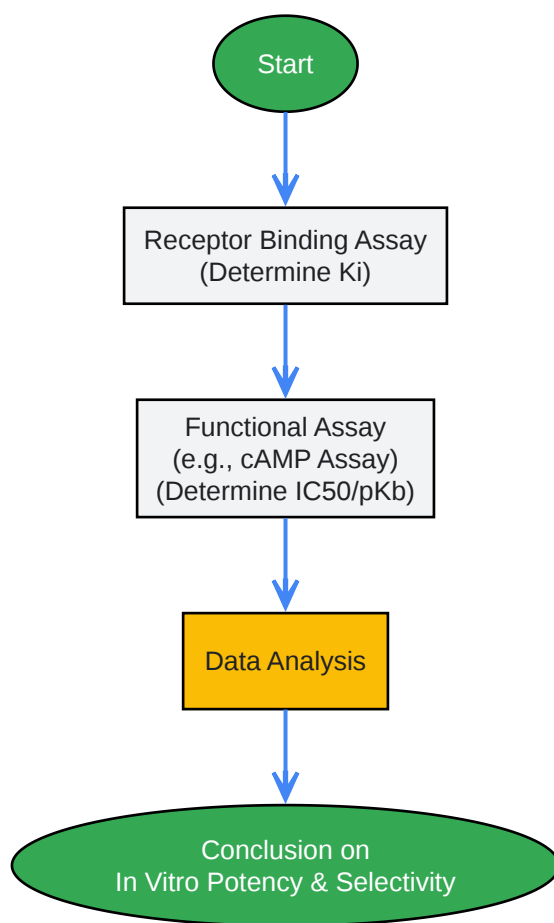 Start
Receptor Binding Assay
(Determine Ki)
Functional Assay
(e.g., cAMP Assay)
(Determine IC50/pKb)
Data Analysis
Conclusion on
In Vitro Potency & Selectivity